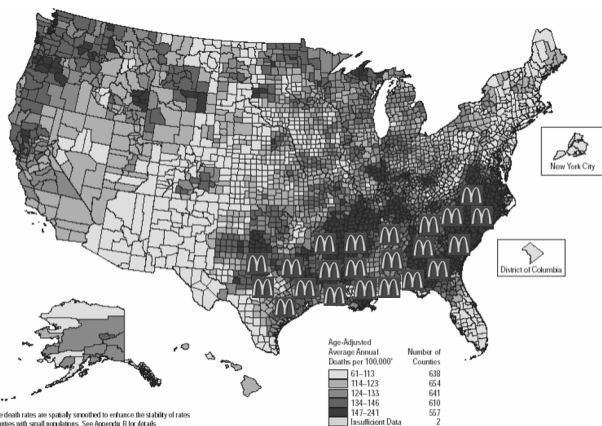 New York City
District of Columbia
Age-Adjusted
Average Annual
Deaths per 100,000*
Number of
Counties
61–113 638
114–123 654
124–133 641
134–146 610
147–241 557
Insufficient Data 2
e death rates are spatially smoothed to enhance the stability of rates
nties with small populations. See Appendix B for details.